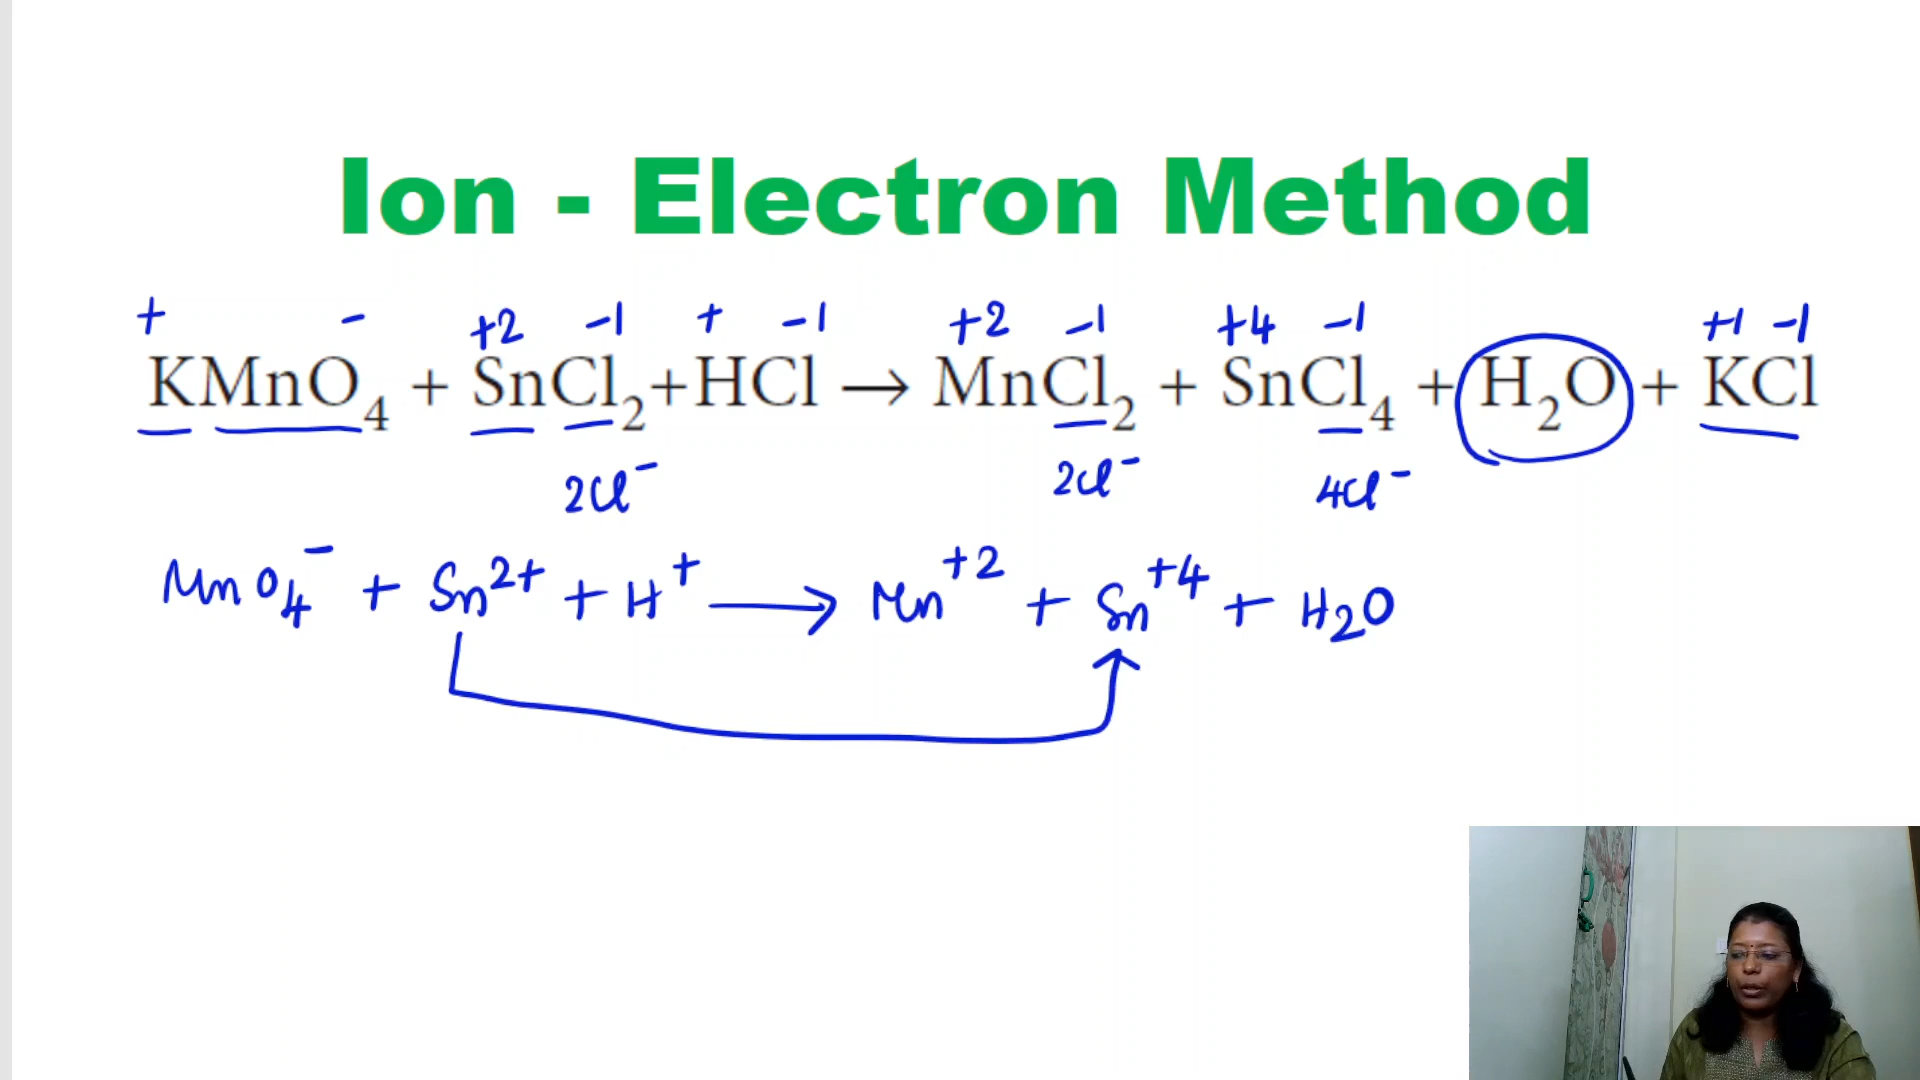 Ion - Electron Method
+ - +2 -1 + -1 +2 -1 +4 -1 +1 -1
KMnO₄ + SnCl₂+HCl → MnCl₂ + SnCl₄ + H₂O + KCl
2Cl⁻ 2Cl⁻ 4Cl⁻
MnO₄⁻ + Sn²⁺ + H⁺ ⟶ Mn⁺² + Sn⁺⁴ + H₂O